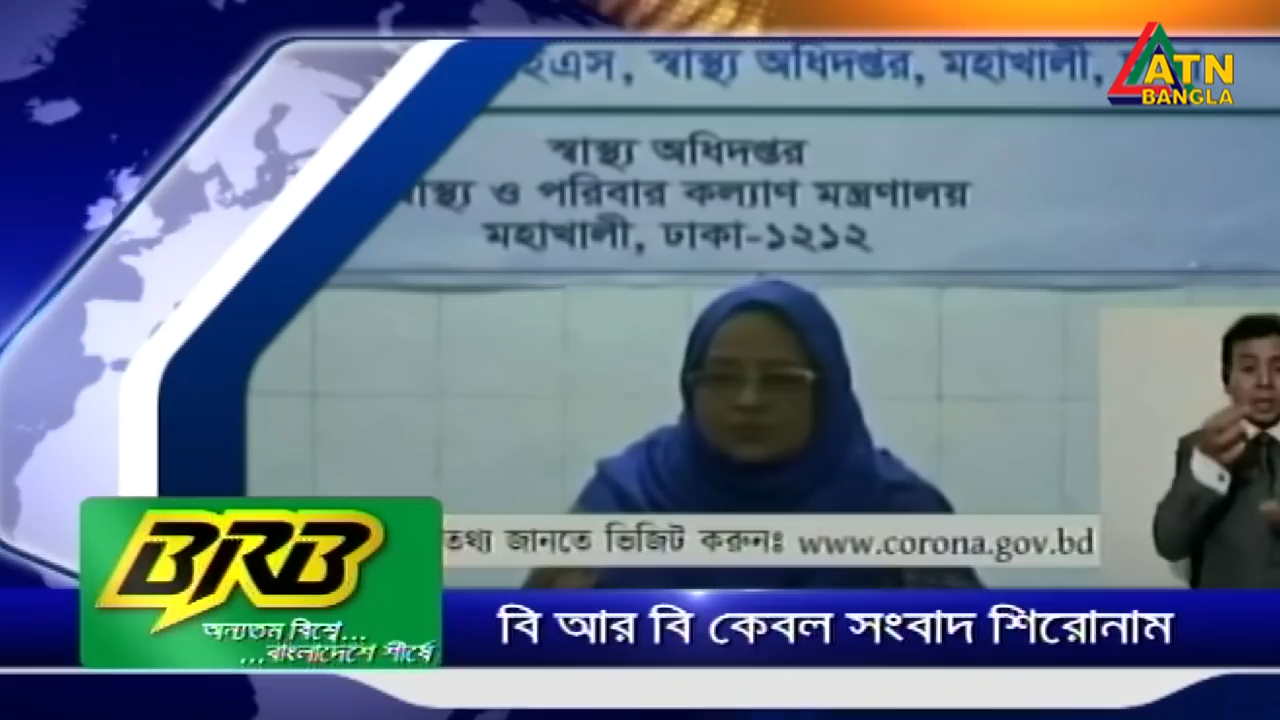 ATN
BANGLA
স্বাস্থ্য অধিদপ্তর, মহাখালী,
স্বাস্থ্য অধিদপ্তর
ও পরিবার কল্যাণ মন্ত্রণালয়
মহাখালী, ঢাকা-১২১২
তথ্য জানতে ভিজিট করুনঃ www.corona.gov.bd
BRB
অন্যতম বিশ্বে...
...বাংলাদেশে শীর্ষে
বি আর বি কেবল সংবাদ শিরোনাম